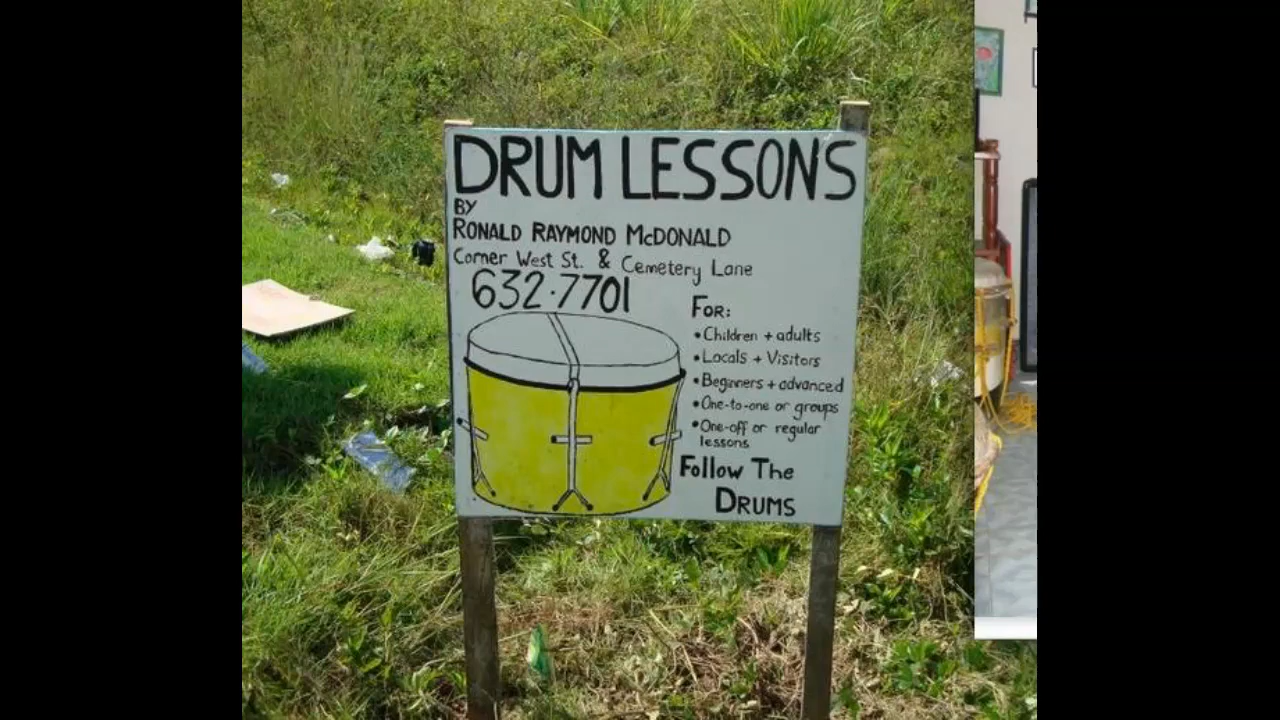 DRUM LESSONS
BY
RONALD RAYMOND McDONALD
Corner West St. & Cemetery Lane
632·7701
FOR:
•Children + adults
•Locals + Visitors
•Beginners + advanced
•One-to-one or groups
•One-off or regular
lessons
Follow The
DRUMS